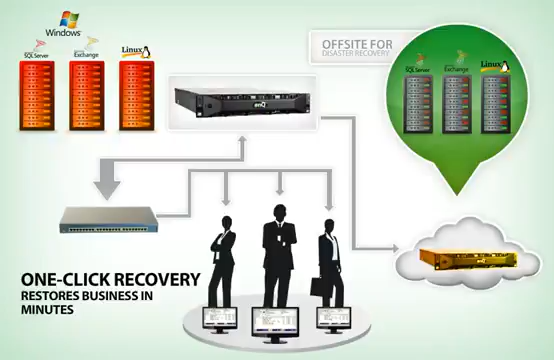 Windows
SQL Server
Exchange
Linux
OFFSITE FOR
DISASTER RECOVERY
SQL Server
Exchange
Linux
enQ
ONE-CLICK RECOVERY
RESTORES BUSINESS IN
MINUTES